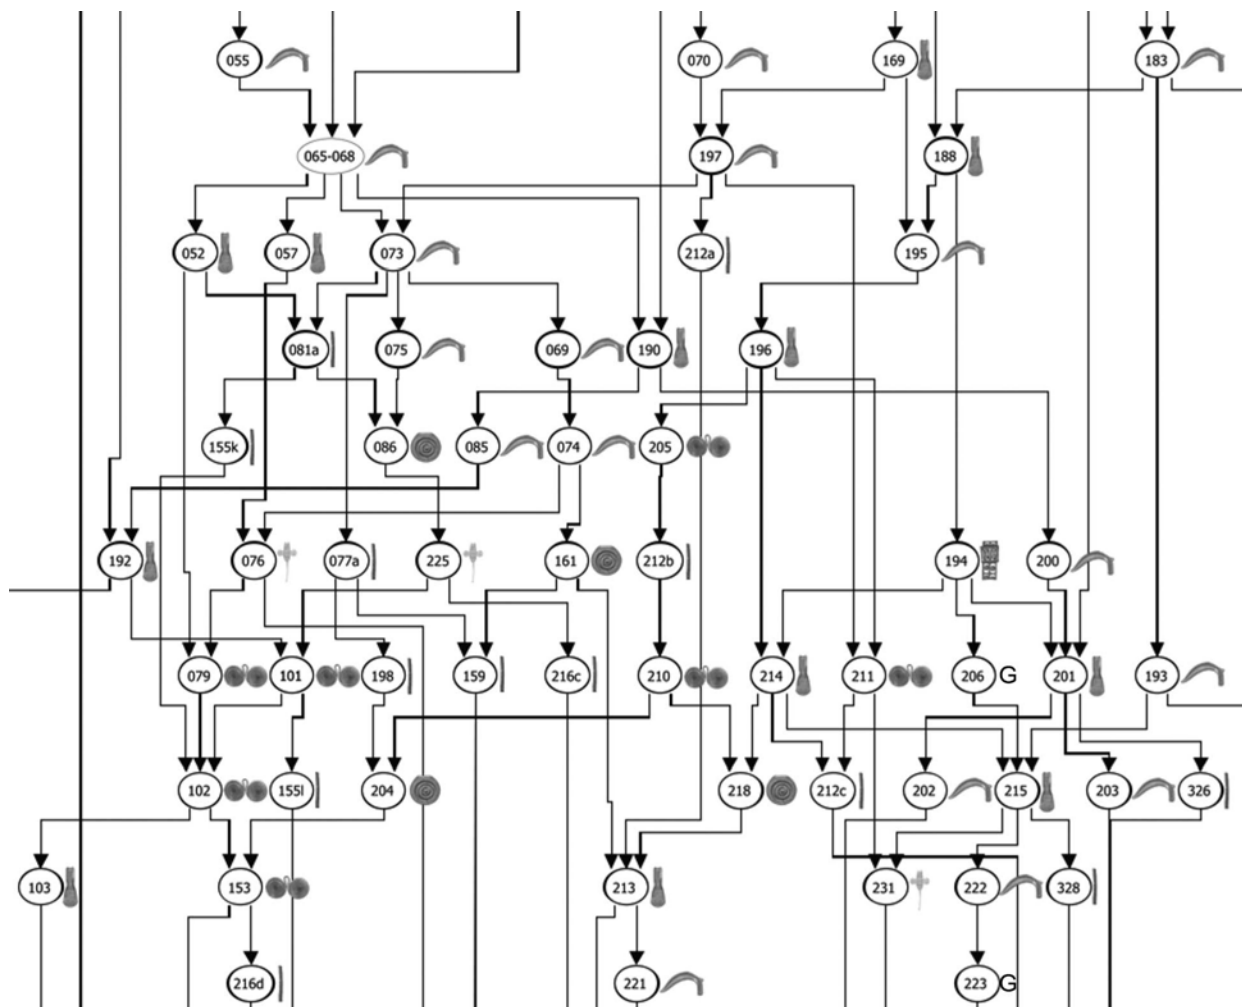 055 070 169 183
065-068 197 188
052 057 073 212a 195
081a 075 069 190 196
155k 086 085 074 205
192 076 077a 225 161 212b 194 200
079 101 198 159 216c 210 214 211 206 G 201 193
102 155l 204 218 212c 202 215 203 326
103 153 213 231 222 328
216d 221 223 G